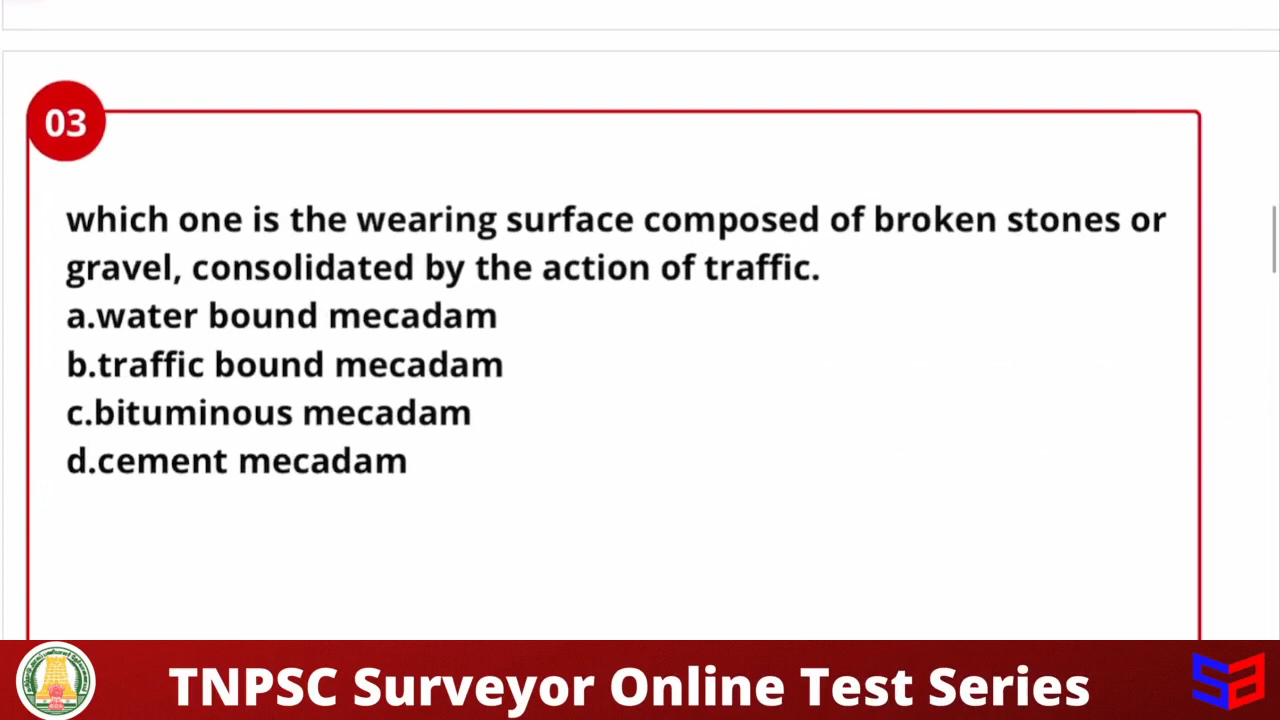 03
which one is the wearing surface composed of broken stones or
gravel, consolidated by the action of traffic.
a.water bound mecadam
b.traffic bound mecadam
c.bituminous mecadam
d.cement mecadam
TNPSC Surveyor Online Test Series